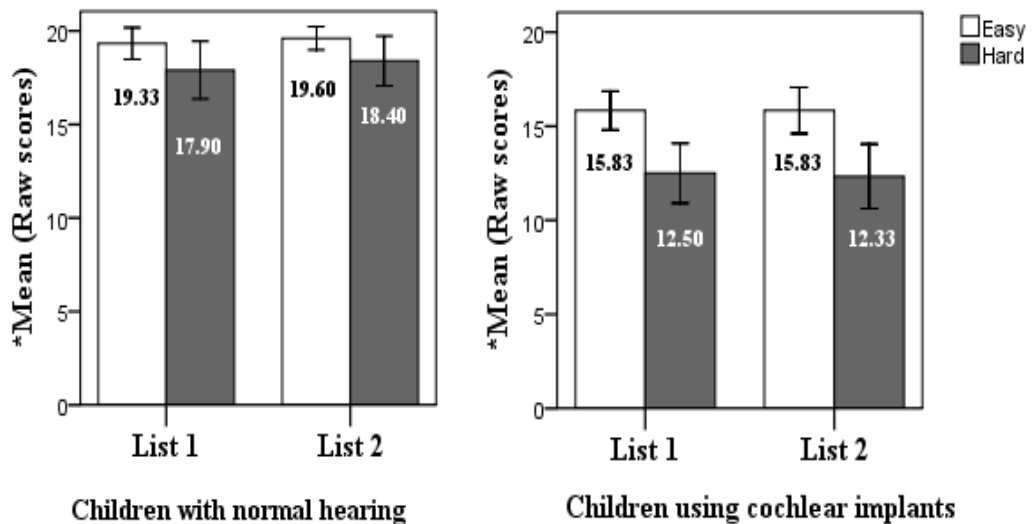 *Mean (Raw scores)
20
15
10
5
0
19.33
17.90
19.60
18.40
List 1
List 2
Children with normal hearing
*Mean (Raw scores)
20
15
10
5
0
15.83
12.50
15.83
12.33
List 1
List 2
Children using cochlear implants
Easy
Hard